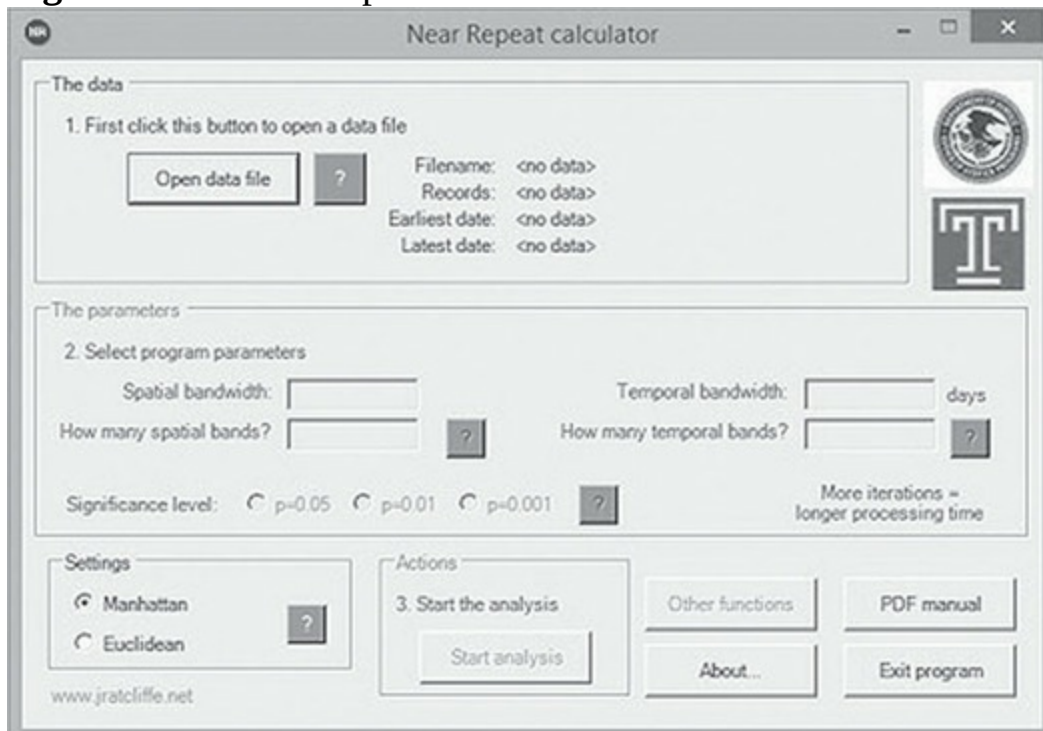 Near Repeat calculator
The data
1. First click this button to open a data file
Open data file ?
Filename: <no data>
Records: <no data>
Earliest date: <no data>
Latest date: <no data>
T
The parameters
2. Select program parameters
Spatial bandwidth: Temporal bandwidth: days
How many spatial bands? ? How many temporal bands? ?
Significance level: p=0.05 p=0.01 p=0.001 ?
More iterations =
longer processing time
Settings
Manhattan
Euclidean
?
Actions
3. Start the analysis
Start analysis
Other functions
PDF manual
About...
Exit program
www.jratcliffe.net